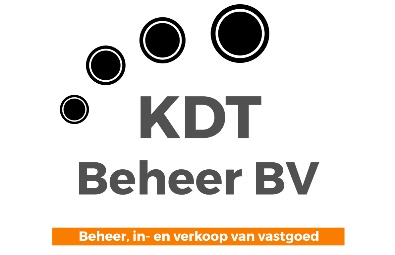 KDT
Beheer BV
Beheer, in- en verkoop van vastgoed